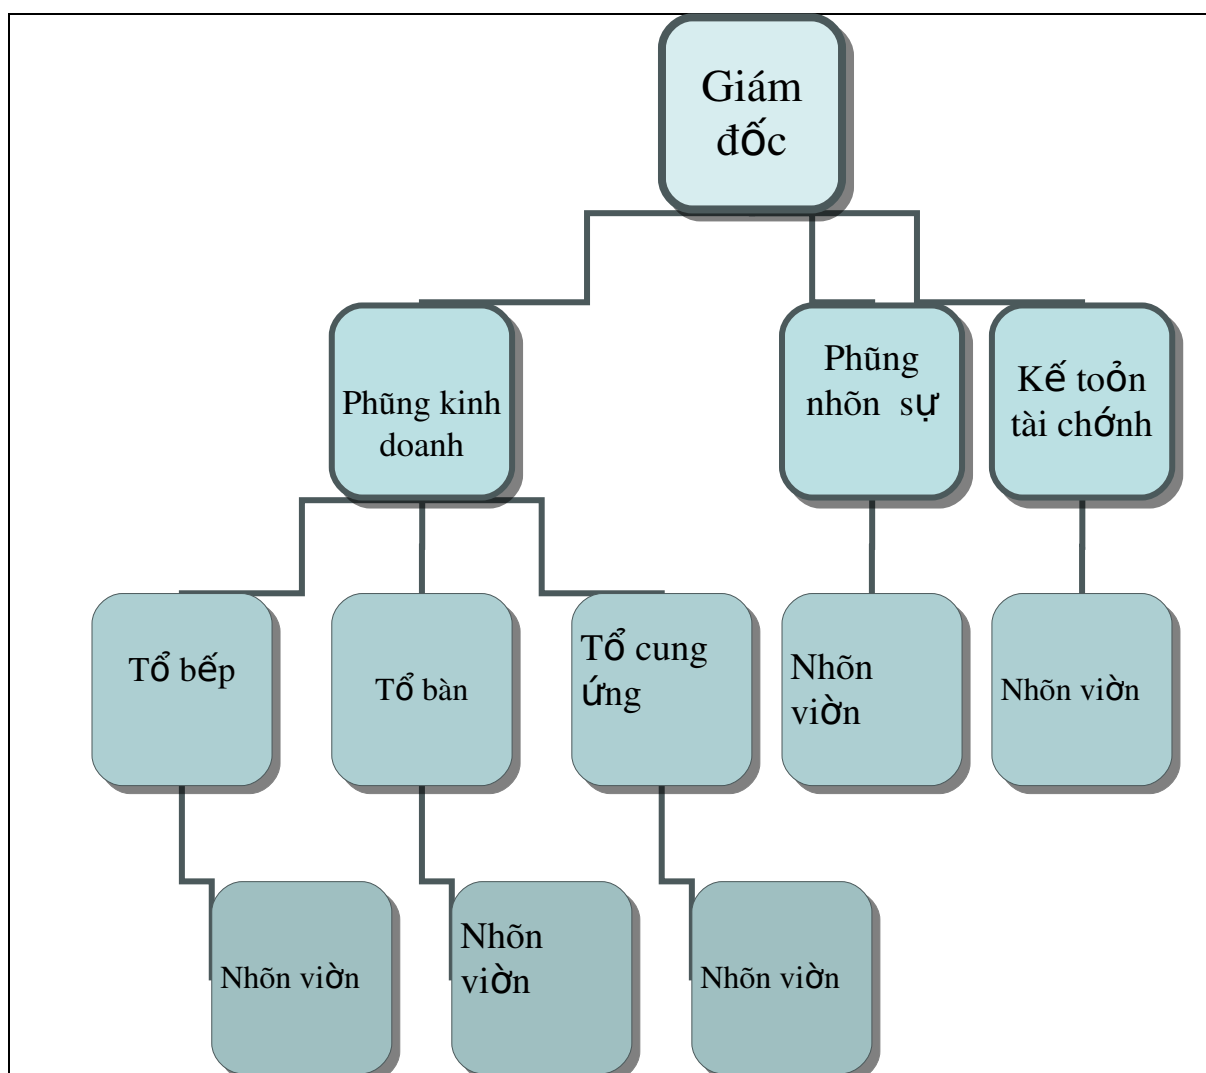 Giám
đốc
Phũng kinh
doanh
Phũng
nhõn sự
Kế toỏn
tài chớnh
Tổ bếp
Tổ bàn
Tổ cung
ứng
Nhõn
viờn
Nhõn viờn
Nhõn viờn
Nhõn
viờn
Nhõn viờn